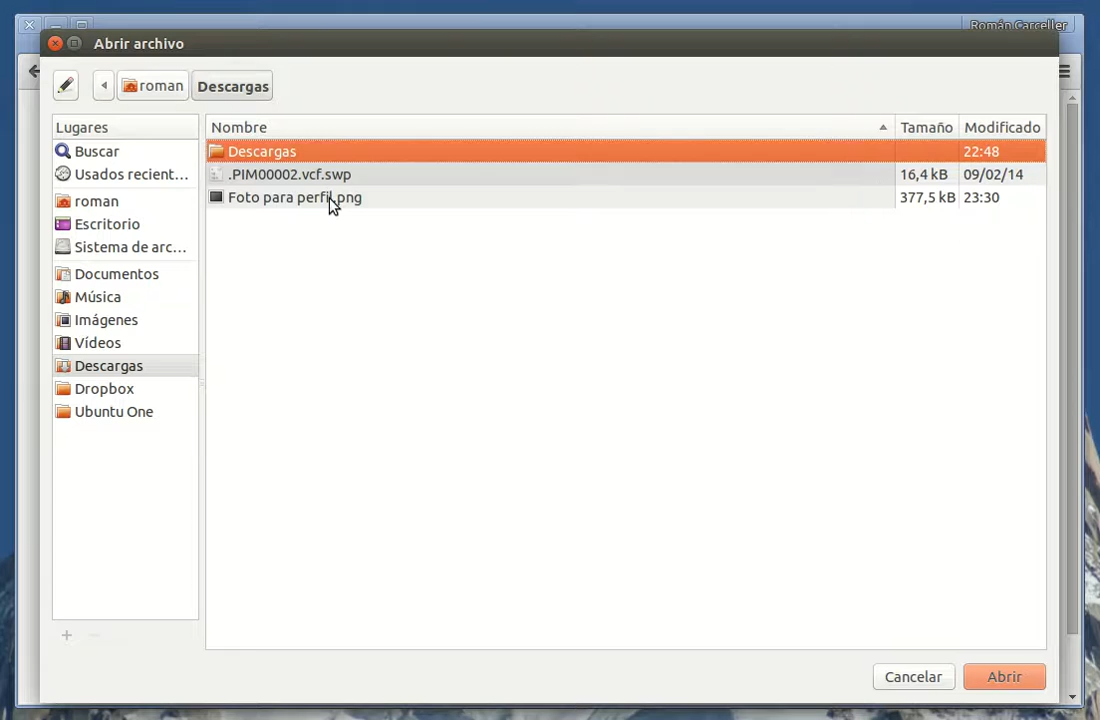 Román Carceller
Abrir archivo
roman
Descargas
Lugares
Nombre
Tamaño
Modificado
Buscar
Usados recient...
roman
Escritorio
Sistema de arc...
Documentos
Música
Imágenes
Vídeos
Descargas
Dropbox
Ubuntu One
Descargas 22:48
.PIM00002.vcf.swp 16,4 kB 09/02/14
Foto para perfil.png 377,5 kB 23:30
Cancelar
Abrir